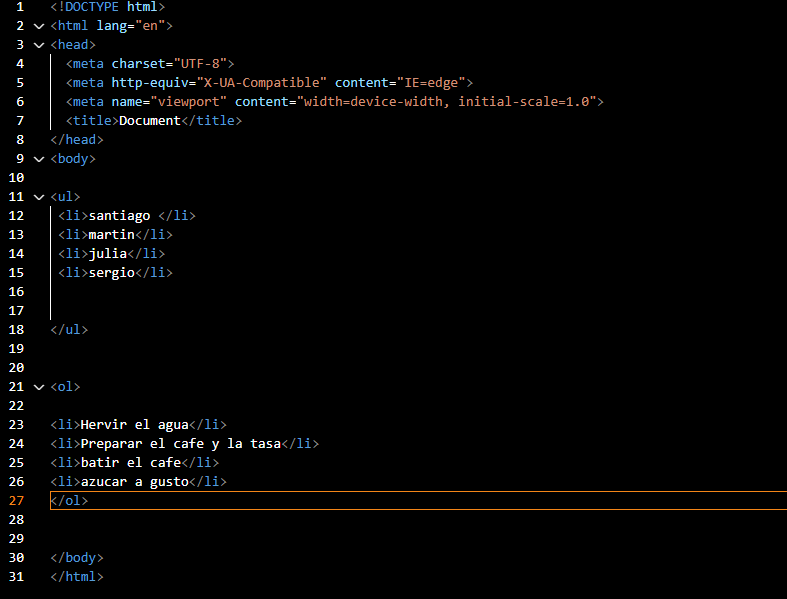 1 <!DOCTYPE html>
2 <html lang="en">
3 <head>
4 <meta charset="UTF-8">
5 <meta http-equiv="X-UA-Compatible" content="IE=edge">
6 <meta name="viewport" content="width=device-width, initial-scale=1.0">
7 <title>Document</title>
8 </head>
9 <body>
10
11 <ul>
12 <li>santiago </li>
13 <li>martin</li>
14 <li>julia</li>
15 <li>sergio</li>
16
17
18 </ul>
19
20
21 <ol>
22
23 <li>Hervir el agua</li>
24 <li>Preparar el cafe y la tasa</li>
25 <li>batir el cafe</li>
26 <li>azucar a gusto</li>
27 </ol>
28
29
30 </body>
31 </html>